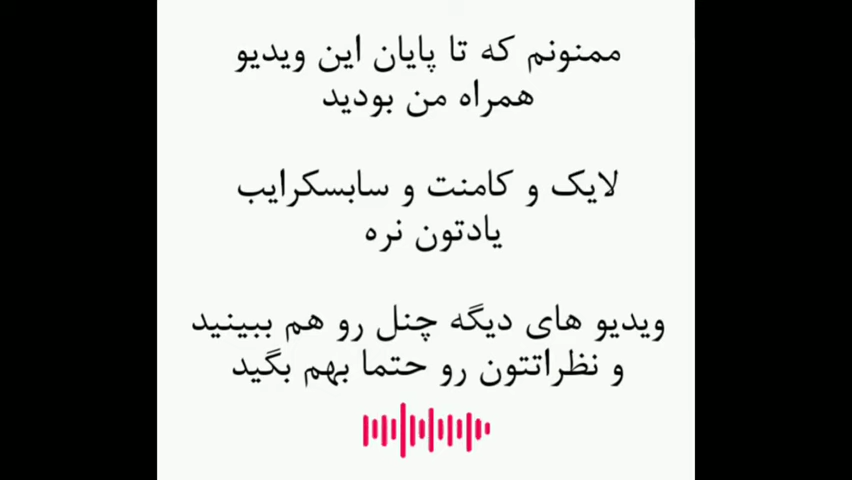 ممنونم که تا پایان این ویدیو
همراه من بودید
لایک و کامنت و سابسکرایب
یادتون نره
ویدیو های دیگه چنل رو هم ببینید
و نظراتتون رو حتما بهم بگید